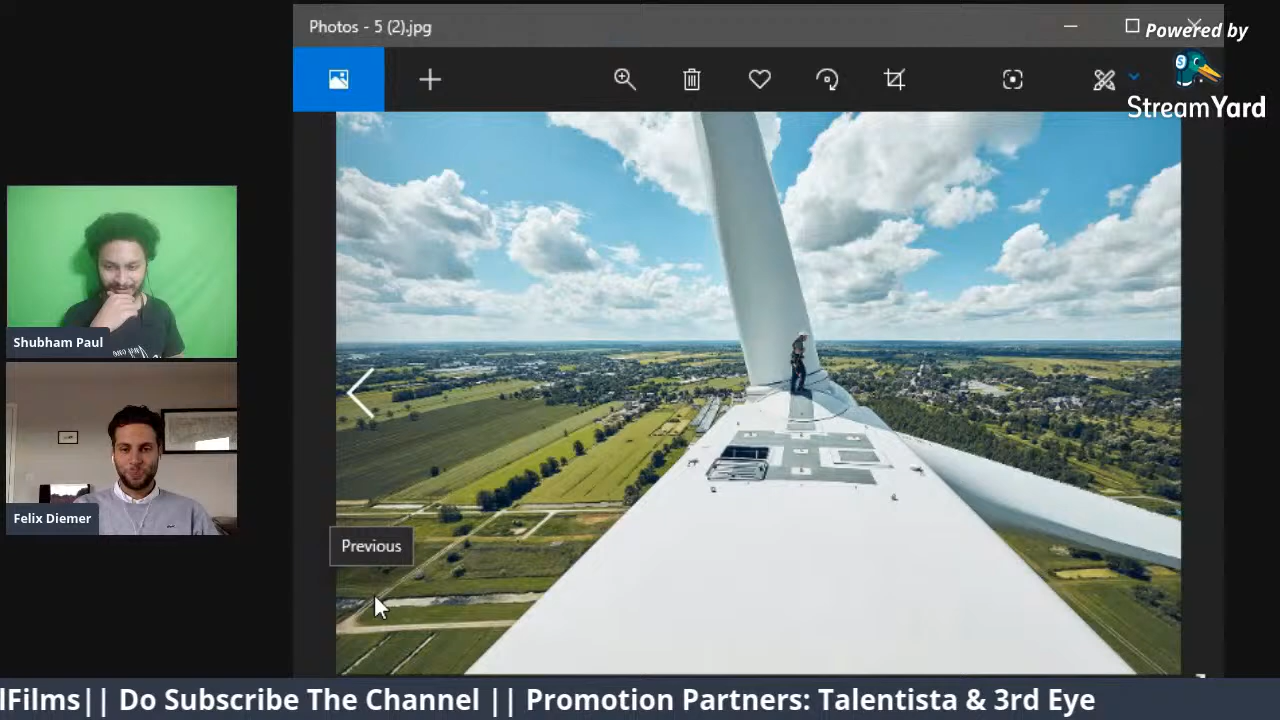 Photos - 5 (2).jpg
Powered by
StreamYard
Shubham Paul
Felix Diemer
Previous
lFilms|| Do Subscribe The Channel || Promotion Partners: Talentista & 3rd Eye